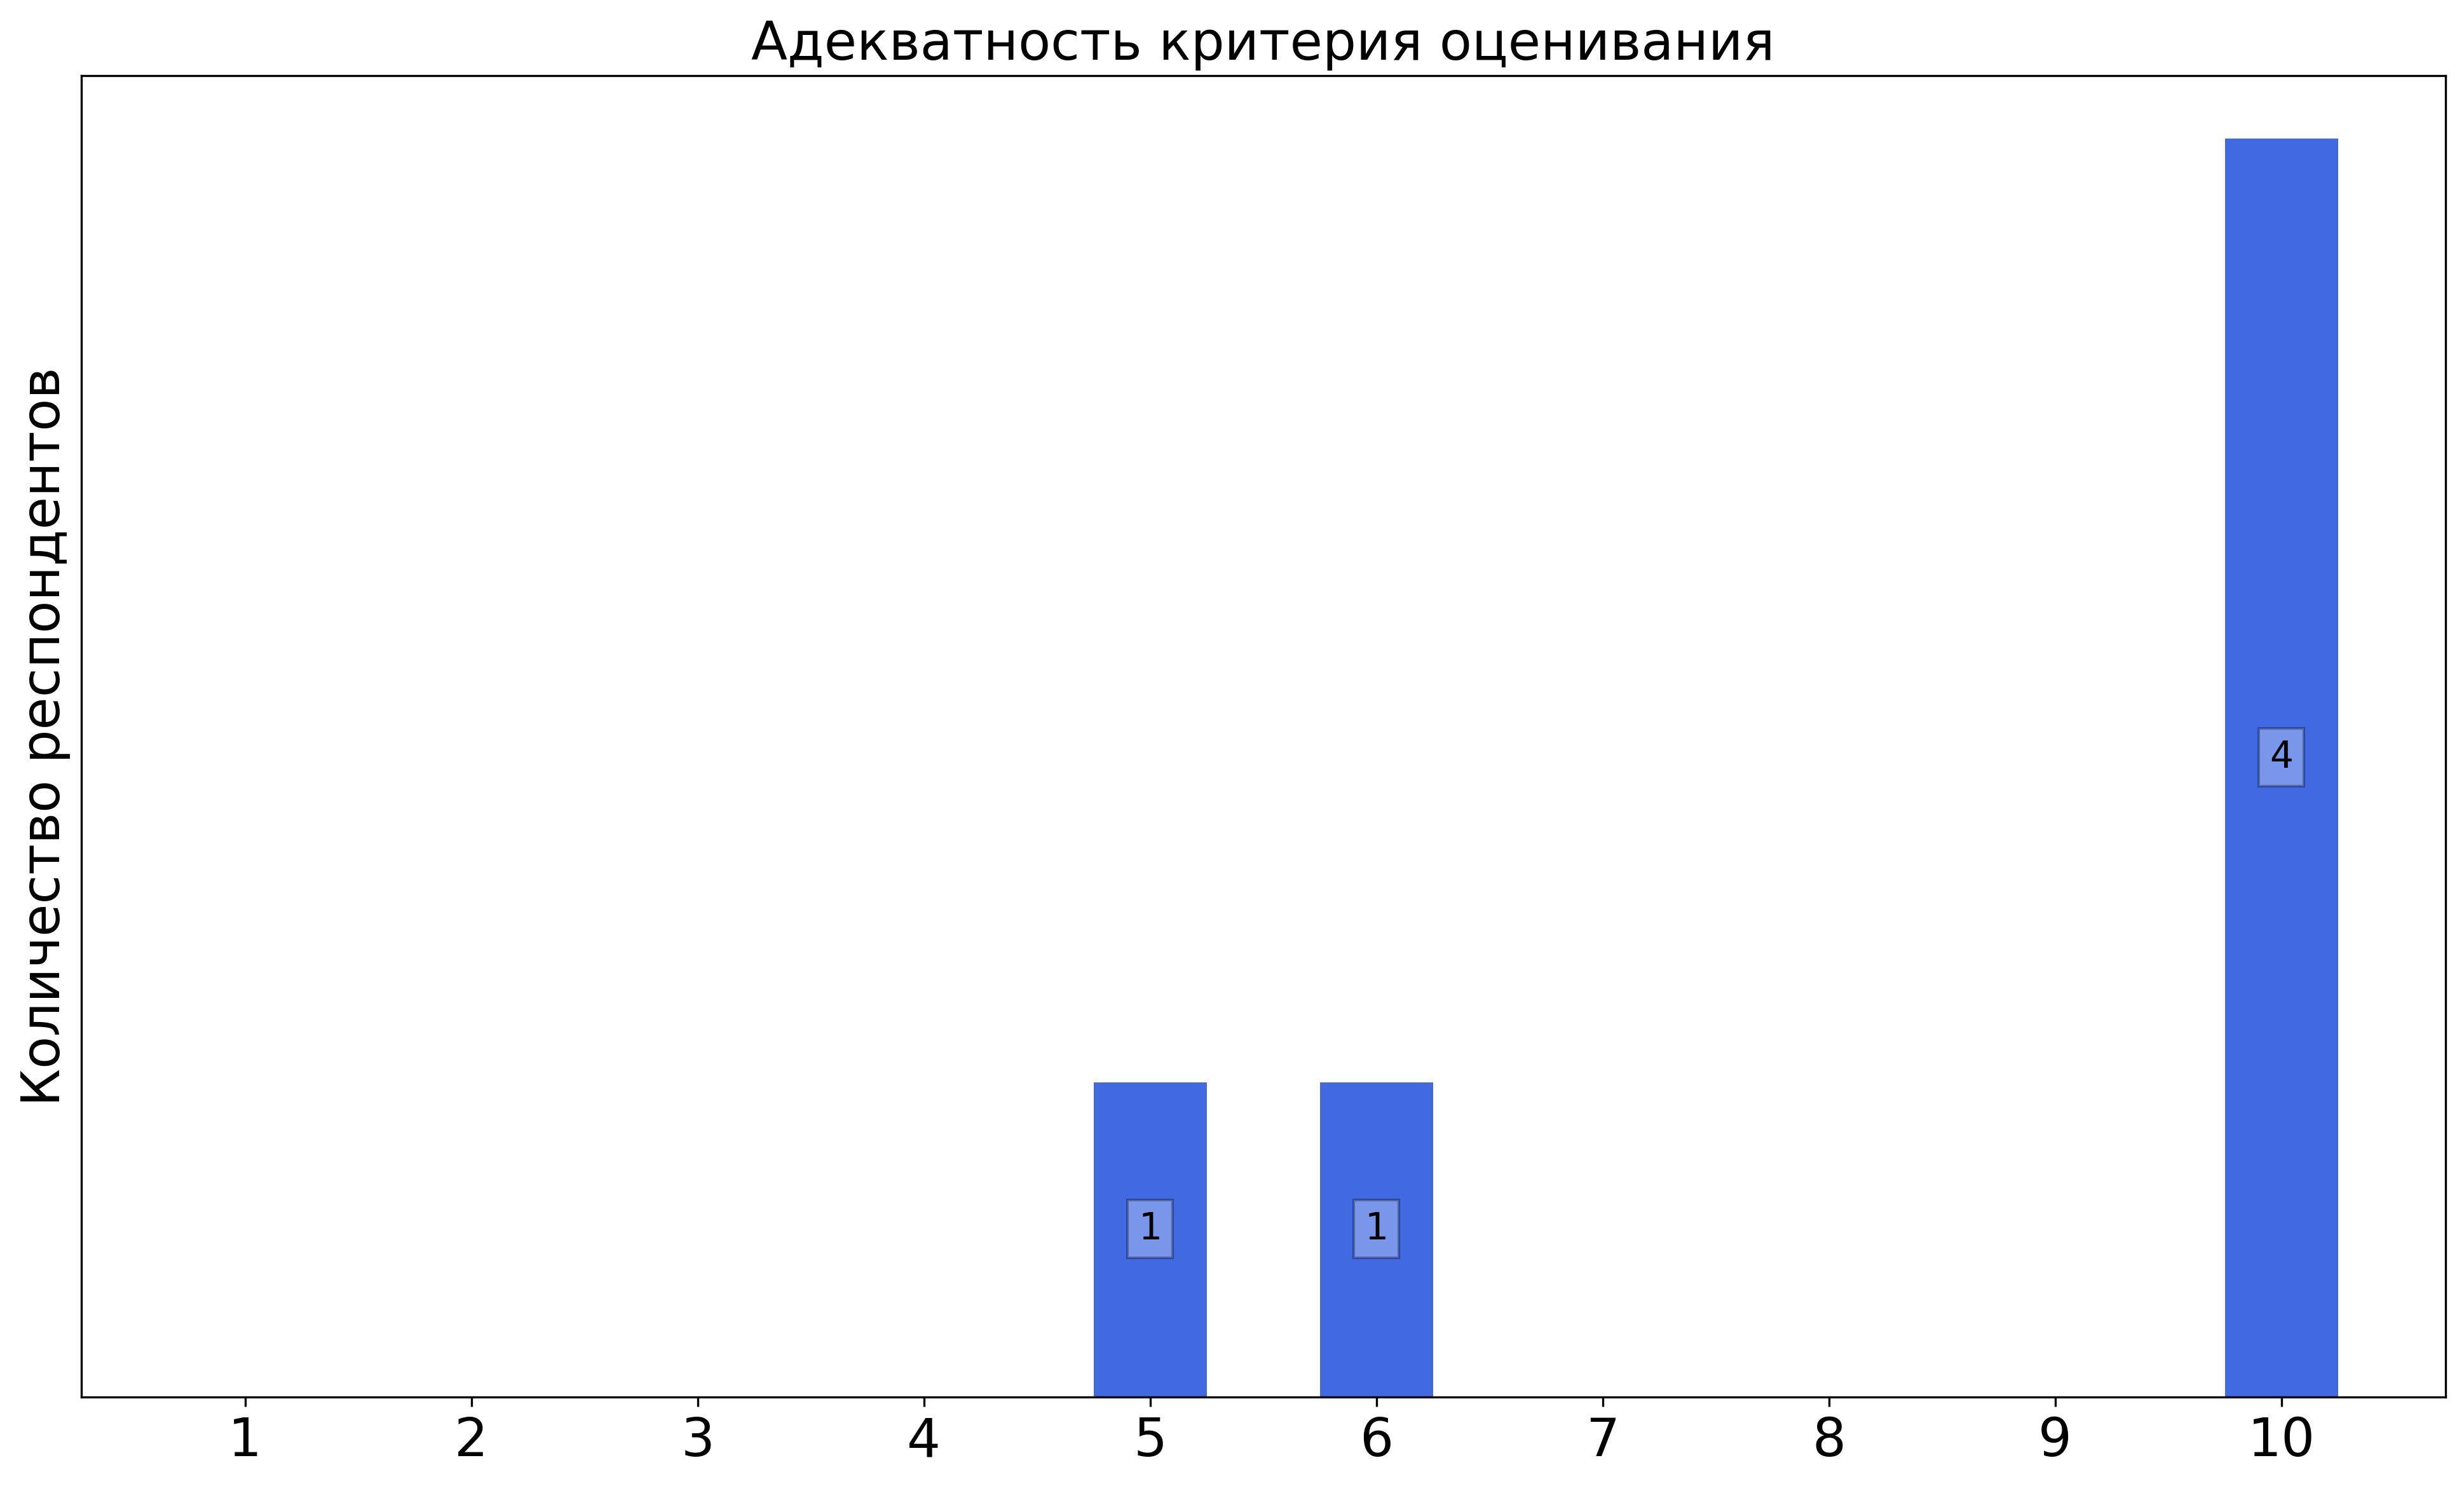 Адекватность критерия оценивания
Количество респондентов
4
1 1
1 2 3 4 5 6 7 8 9 10